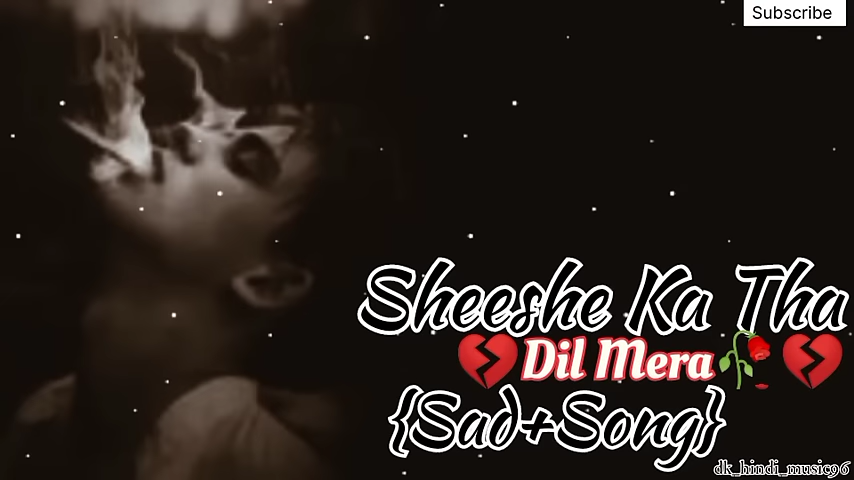 Subscribe
Sheeshe Ka Tha
💔Dil Mera🥀💔
{Sad+Song}
dk_hindi_music96